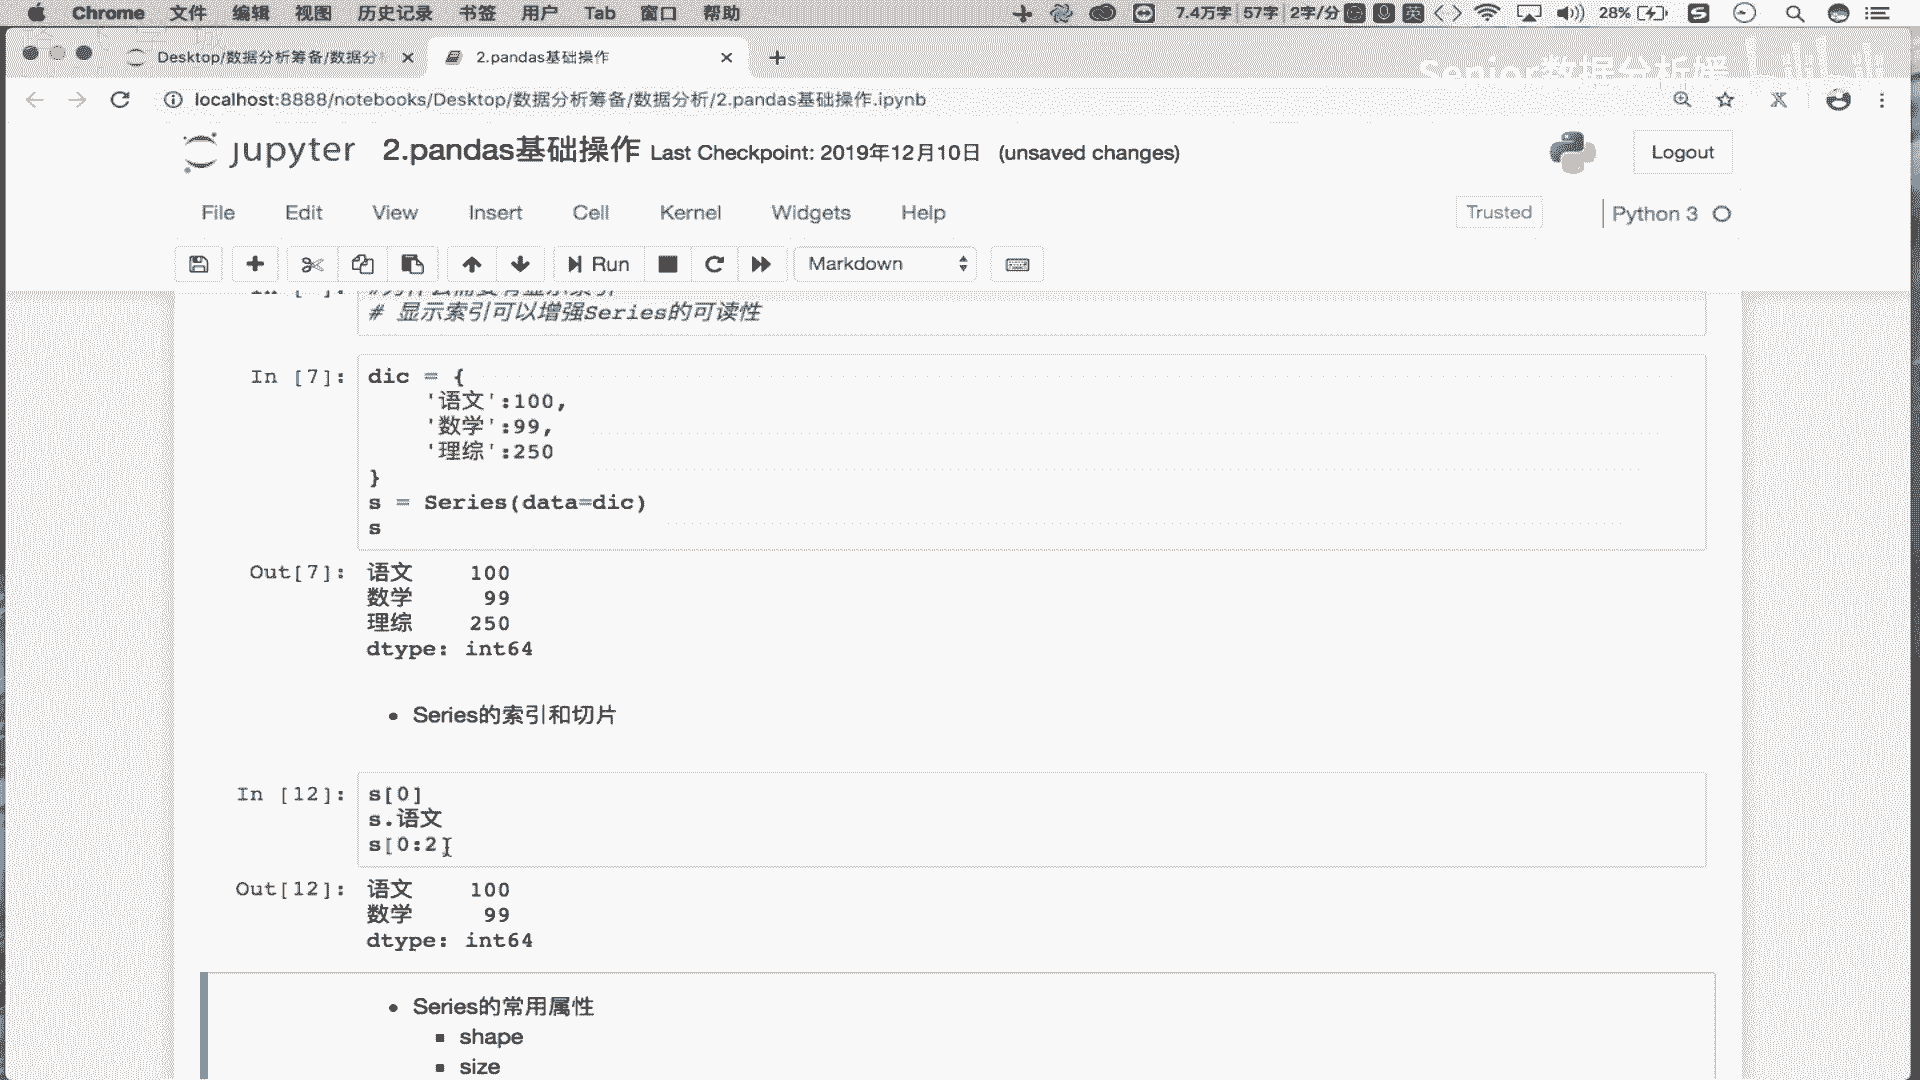 Chrome 文件 编辑 视图 历史记录 书签 用户 Tab 窗口 帮助 7.4万字 57字 2字/分 英 28%
Desktop/数据分析筹备/数据分 2.pandas基础操作
Senior数据分析 bilibili
localhost:8888/notebooks/Desktop/数据分析筹备/数据分析/2.pandas基础操作.ipynb
jupyter 2.pandas基础操作 Last Checkpoint: 2019年12月10日 (unsaved changes) Logout
File Edit View Insert Cell Kernel Widgets Help Trusted Python 3
Run Markdown
# 显示索引可以增强Series的可读性
In [7]: dic = {
'语文':100,
'数学':99,
'理综':250
}
s = Series(data=dic)
s
Out[7]: 语文 100
数学 99
理综 250
dtype: int64
Series的索引和切片
In [12]: s[0]
s.语文
s[0:2]
Out[12]: 语文 100
数学 99
dtype: int64
Series的常用属性
shape
size